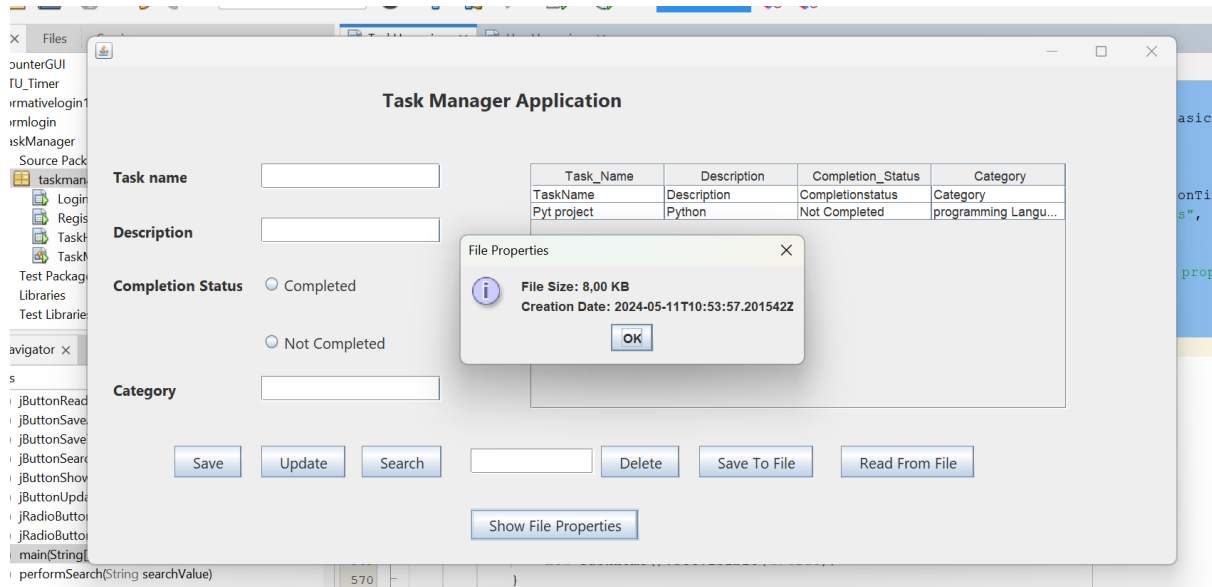 Files
ounterGUI
TU_Timer
ormativelogin1
ormlogin
askManager
Source Pack
taskman
Login
Regis
TaskH
TaskM
Test Packag
Libraries
Test Librarie
avigator
s
jButtonRead
jButtonSave
jButtonSave
jButtonSearc
jButtonShow
jButtonUpda
jRadioButto
jRadioButto
main(String[
performSearch(String searchValue)
Task Manager Application
Task name
Description
Completion Status
Completed
Not Completed
Category
Task_Name Description Completion_Status Category
TaskName Description Completionstatus Category
Pyt project Python Not Completed programming Langu...
File Properties
File Size: 8,00 KB
Creation Date: 2024-05-11T10:53:57.201542Z
OK
Save Update Search Delete Save To File Read From File
Show File Properties
asic
onTi
s",
prop
570 }